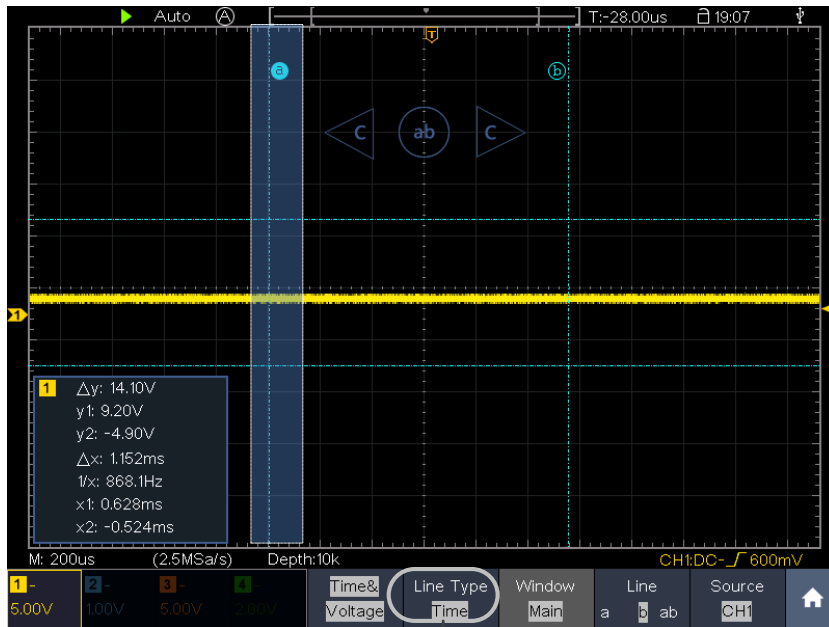 Auto A T:-28.00us 19:07
T
a b
C ab C
1
1
△y: 14.10V
y1: 9.20V
y2: -4.90V
△x: 1.152ms
1/x: 868.1Hz
x1: 0.628ms
x2: -0.524ms
M: 200us (2.5MSa/s) Depth:10k CH1:DC- 600mV
1 - 2 - 3 - 4 - Time& Line Type Window Line Source
5.00V 1.00V 5.00V 2.00V Voltage Time Main a b ab CH1